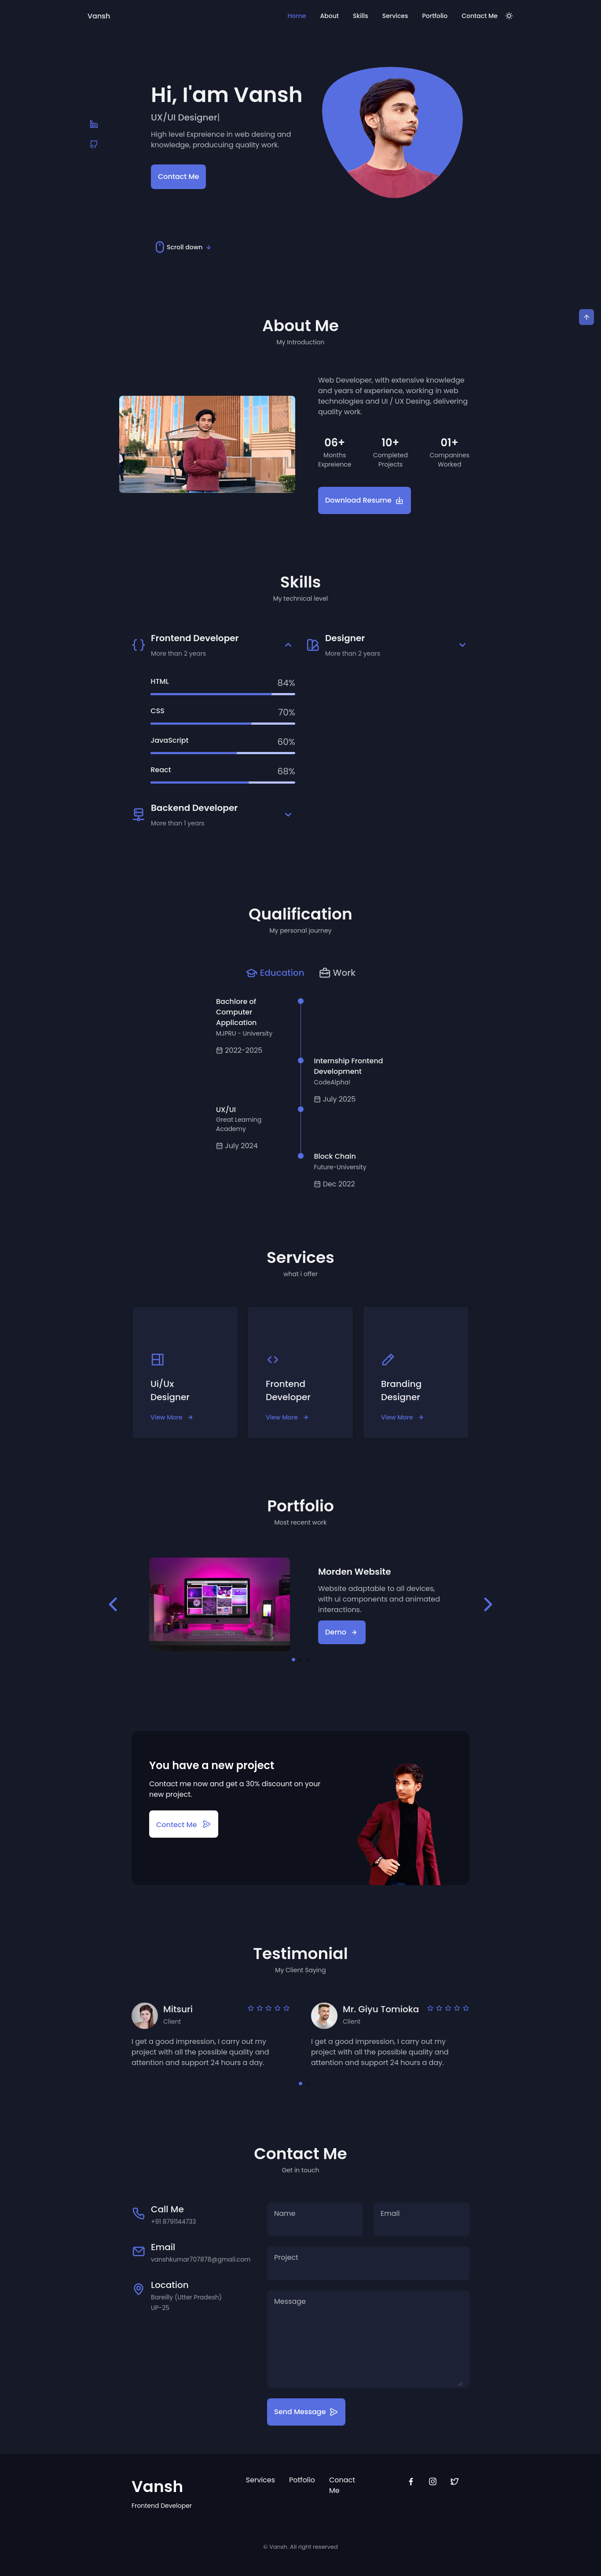 Vansh
Home About Skills Services Portfolio Contact Me
Hi, I'am Vansh
UX/UI Designer|
High level Expreience in web desing and
knowledge, producuing quality work.
Contact Me
Scroll down
About Me
My Introduction
Web Developer, with extensive knowledge
and years of experience, working in web
technologies and UI / UX Desing, delivering
quality work.
06+ 10+ 01+
Months Completed Companines
Expreience Projects Worked
Download Resume
Skills
My technical level
Frontend Developer
More than 2 years
Designer
More than 2 years
HTML 84%
CSS 70%
JavaScript 60%
React 68%
Backend Developer
More than 1 years
Qualification
My personal journey
Education Work
Bachlore of
Computer
Application
MJPRU - University
2022-2025
Internship Frontend
Development
CodeAlpha!
July 2025
UX/UI
Great Learning
Academy
July 2024
Block Chain
Future-University
Dec 2022
Services
what i offer
Ui/Ux
Designer
View More
Frontend
Developer
View More
Branding
Designer
View More
Portfolio
Most recent work
Morden Website
Website adaptable to all devices,
with ui components and animated
interactions.
Demo
You have a new project
Contact me now and get a 30% discount on your
new project.
Contect Me
Testimonial
My Client Saying
Mitsuri
Client
I get a good impression, I carry out my
project with all the possible quality and
attention and support 24 hours a day.
Mr. Giyu Tomioka
Client
I get a good impression, I carry out my
project with all the possible quality and
attention and support 24 hours a day.
Contact Me
Get in touch
Call Me
+91 8791144733
Email
vanshkumar707878@gmail.com
Location
Bareilly (Utter Pradesh)
UP-25
Name
Email
Project
Message
Send Message
Vansh
Frontend Developer
Services Potfolio Conact
Me
© Vansh. All right reserved